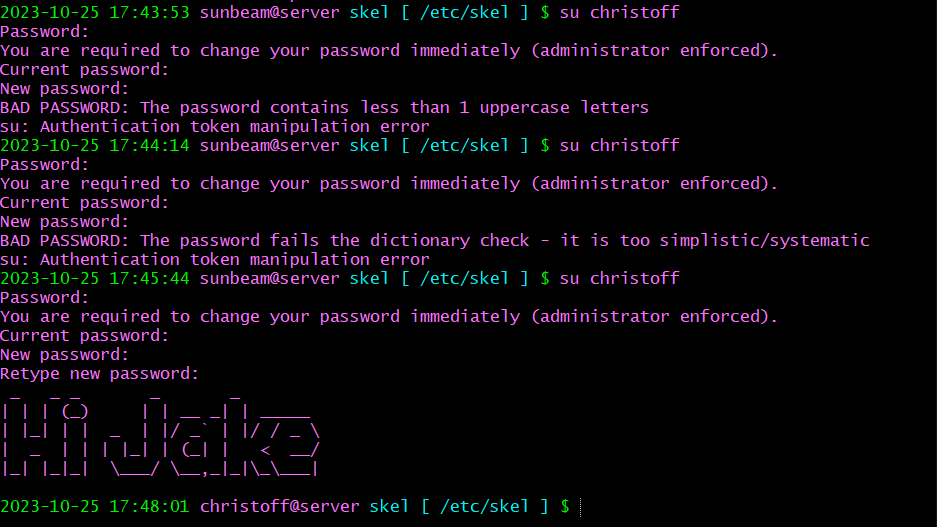 2023-10-25 17:43:53 sunbeam@server skel [ /etc/skel ] $ su christoff
Password:
You are required to change your password immediately (administrator enforced).
Current password:
New password:
BAD PASSWORD: The password contains less than 1 uppercase letters
su: Authentication token manipulation error
2023-10-25 17:44:14 sunbeam@server skel [ /etc/skel ] $ su christoff
Password:
You are required to change your password immediately (administrator enforced).
Current password:
New password:
BAD PASSWORD: The password fails the dictionary check - it is too simplistic/systematic
su: Authentication token manipulation error
2023-10-25 17:45:44 sunbeam@server skel [ /etc/skel ] $ su christoff
Password:
You are required to change your password immediately (administrator enforced).
Current password:
New password:
Retype new password:
Hi Jake
2023-10-25 17:48:01 christoff@server skel [ /etc/skel ] $